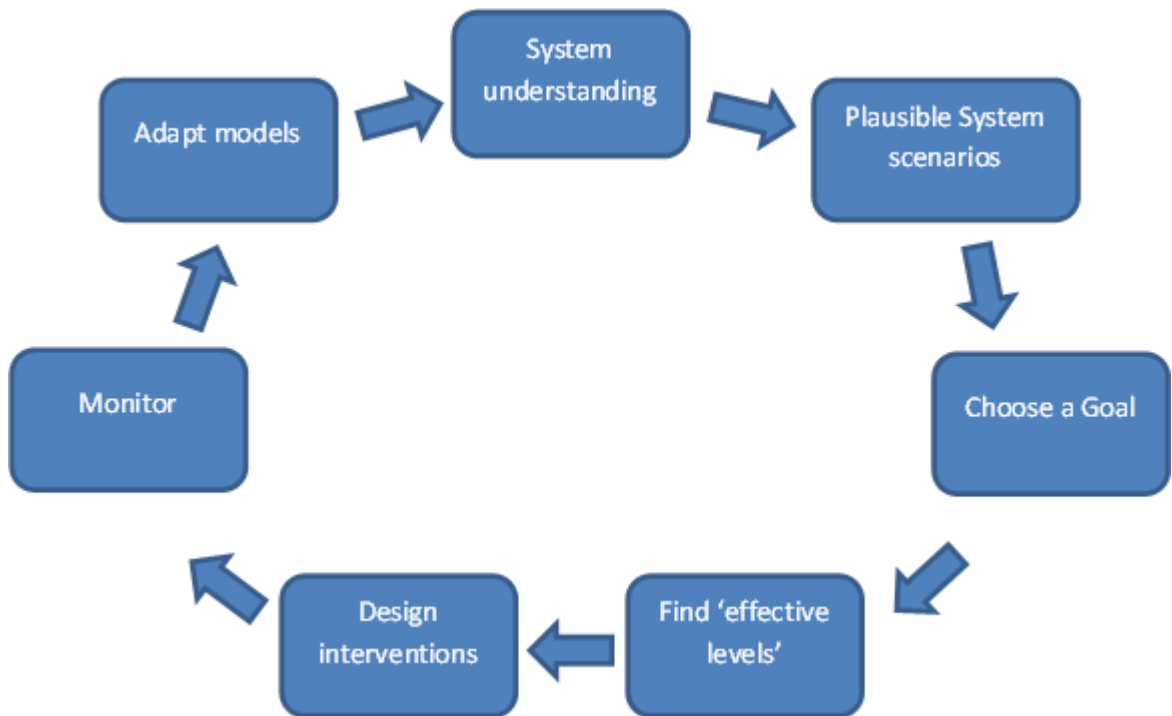 System
understanding
Plausible System
scenarios
Choose a Goal
Find ‘effective
levels’
Design
interventions
Monitor
Adapt models